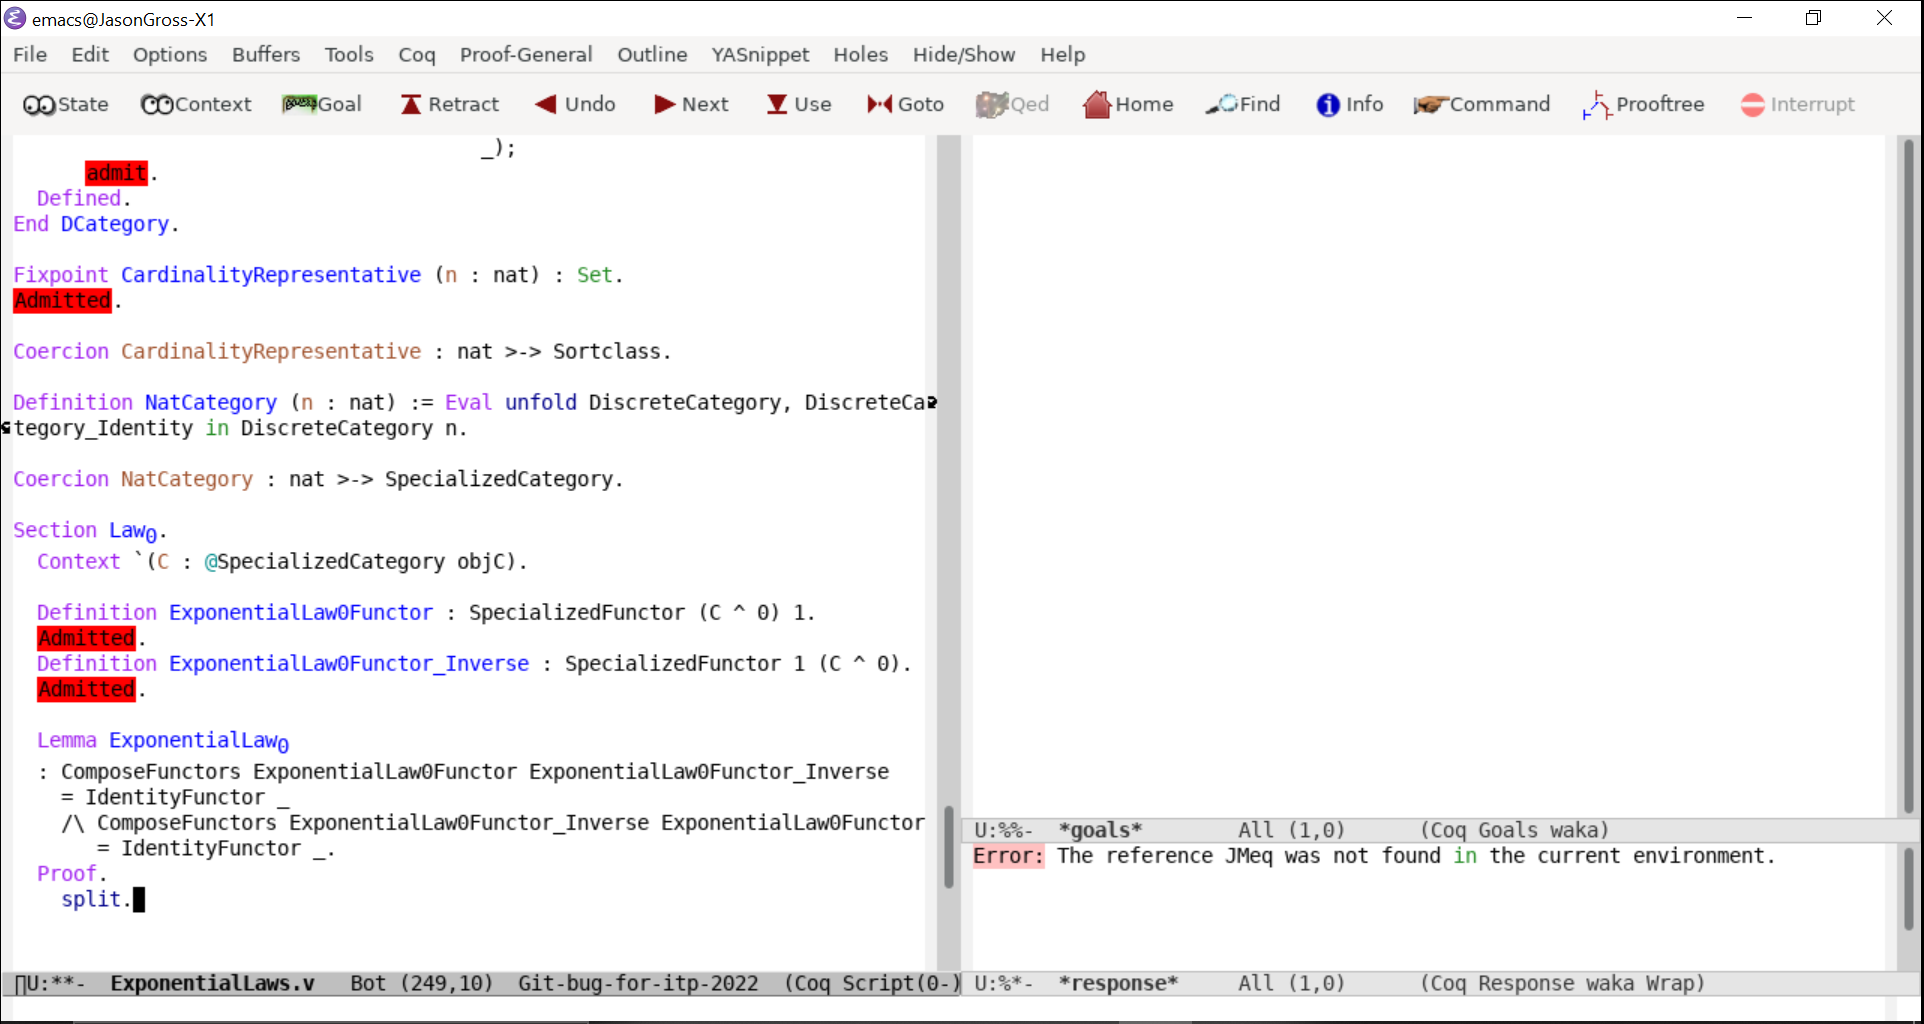 emacs@JasonGross-X1
File Edit Options Buffers Tools Coq Proof-General Outline YASnippet Holes Hide/Show Help
State Context Goal Retract Undo Next Use Goto Qed Home Find Info Command Prooftree Interrupt
_);
admit.
Defined.
End DCategory.
Fixpoint CardinalityRepresentative (n : nat) : Set.
Admitted.
Coercion CardinalityRepresentative : nat >-> Sortclass.
Definition NatCategory (n : nat) := Eval unfold DiscreteCategory, DiscreteCa
tegory_Identity in DiscreteCategory n.
Coercion NatCategory : nat >-> SpecializedCategory.
Section Law₀.
Context `(C : @SpecializedCategory objC).
Definition ExponentialLaw0Functor : SpecializedFunctor (C ^ 0) 1.
Admitted.
Definition ExponentialLaw0Functor_Inverse : SpecializedFunctor 1 (C ^ 0).
Admitted.
Lemma ExponentialLaw₀
: ComposeFunctors ExponentialLaw0Functor ExponentialLaw0Functor_Inverse
= IdentityFunctor _
/\ ComposeFunctors ExponentialLaw0Functor_Inverse ExponentialLaw0Functor
= IdentityFunctor _.
Proof.
split.
U:**- ExponentialLaws.v Bot (249,10) Git-bug-for-itp-2022 (Coq Script(0-)
U:%%- *goals* All (1,0) (Coq Goals waka)
Error: The reference JMeq was not found in the current environment.
U:%*- *response* All (1,0) (Coq Response waka Wrap)